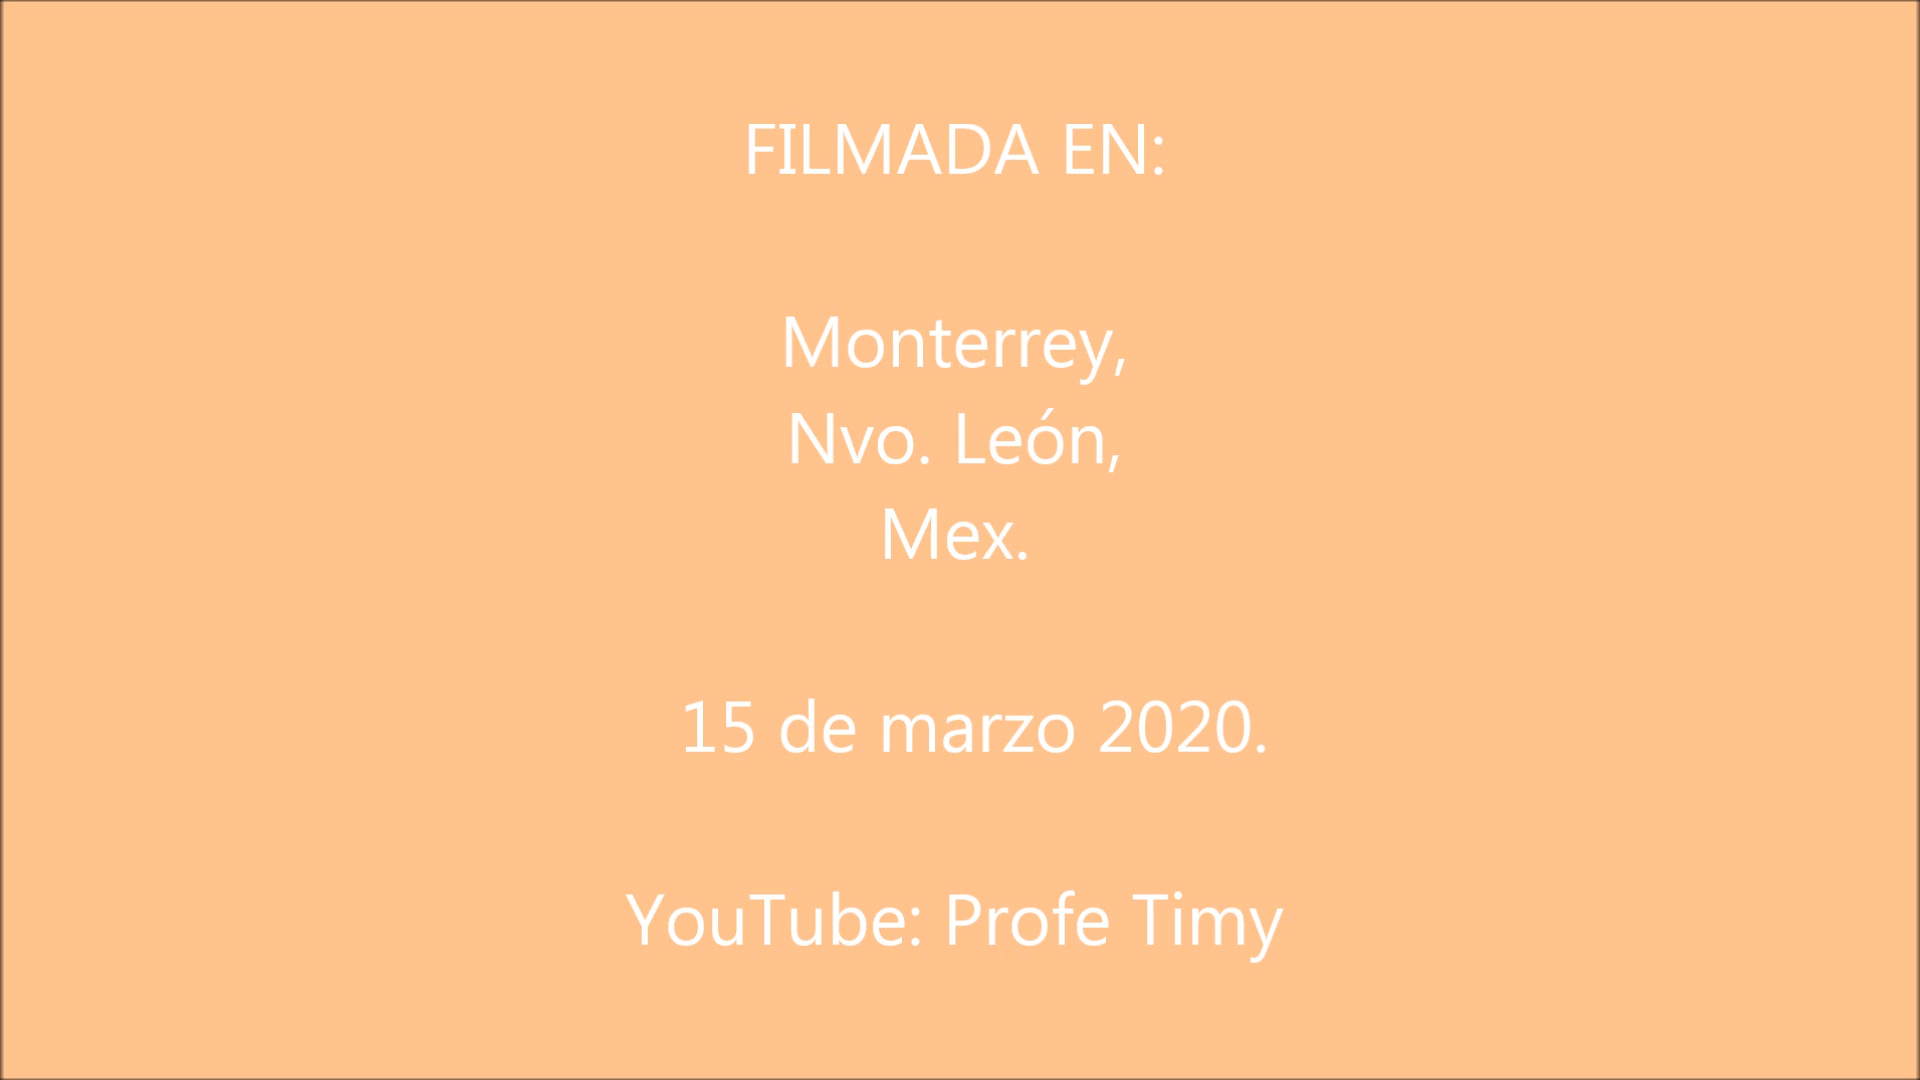 FILMADA EN:
Monterrey,
Nvo. León,
Mex.
15 de marzo 2020.
YouTube: Profe Timy